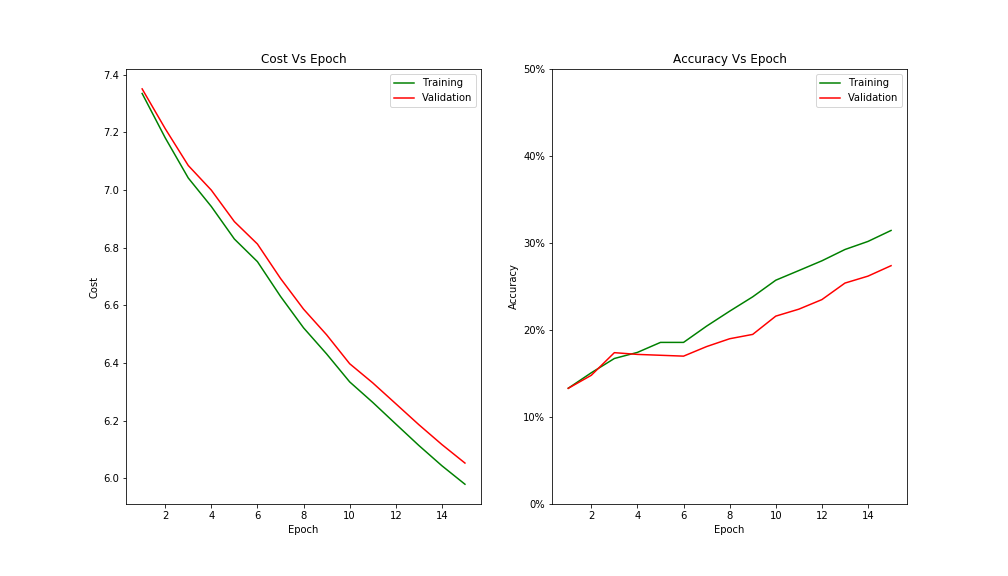 Cost Vs Epoch
7.4
7.2
7.0
6.8
6.6
6.4
6.2
6.0
Cost
2 4 6 8 10 12 14
Epoch
Training
Validation
Accuracy Vs Epoch
50%
40%
30%
20%
10%
0%
Accuracy
2 4 6 8 10 12 14
Epoch
Training
Validation